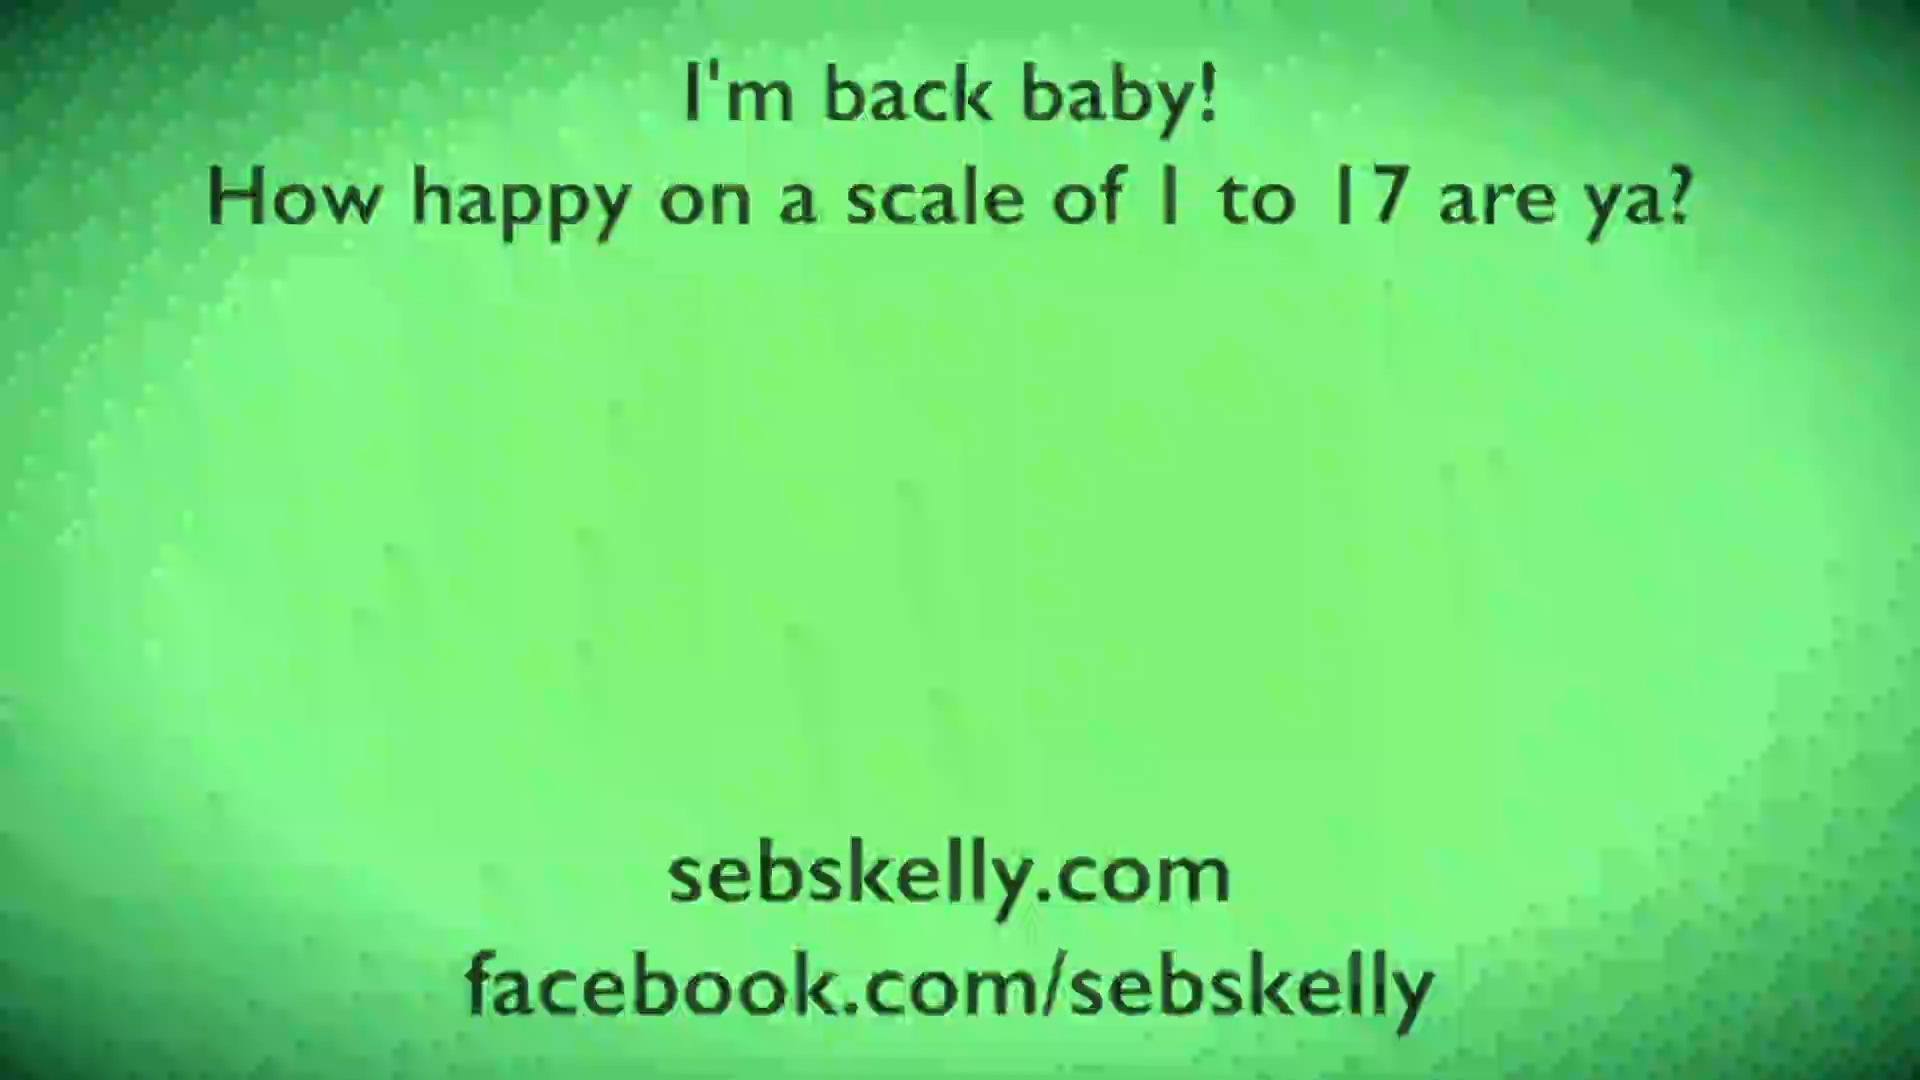 I'm back baby!
How happy on a scale of 1 to 17 are ya?
sebskelly.com
facebook.com/sebskelly